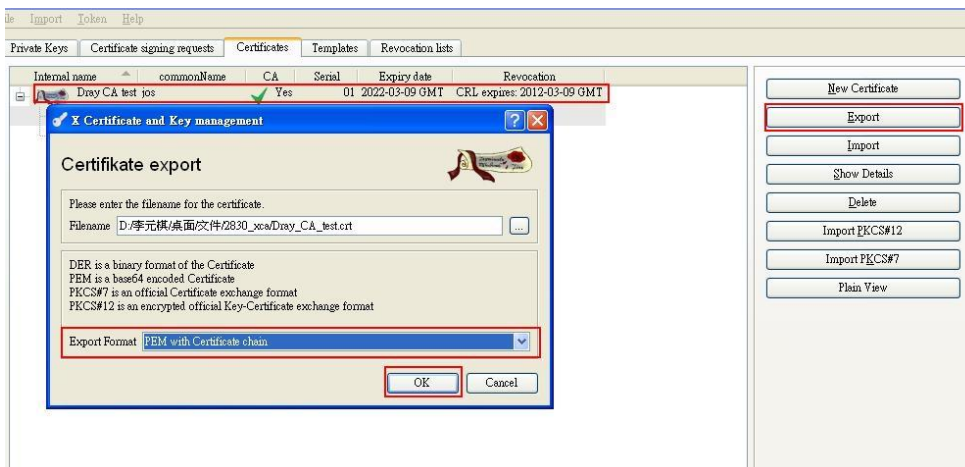 ile Import Token Help
Private Keys Certificate signing requests Certificates Templates Revocation lists
Internal name commonName CA Serial Expiry date Revocation
Dray CA test jos Yes 01 2022-03-09 GMT CRL expires: 2012-03-09 GMT
X Certificate and Key management
Certifikate export
Please enter the filename for the certificate.
Filename D:/李元棋/桌面/文件/2830_xca/Dray_CA_test.crt ...
DER is a binary format of the Certificate
PEM is a base64 encoded Certificate
PKCS#7 is an official Certificate exchange format
PKCS#12 is an encrypted official Key-Certificate exchange format
Export Format PEM with Certificate chain
OK Cancel
New Certificate
Export
Import
Show Details
Delete
Import PKCS#12
Import PKCS#7
Plain View